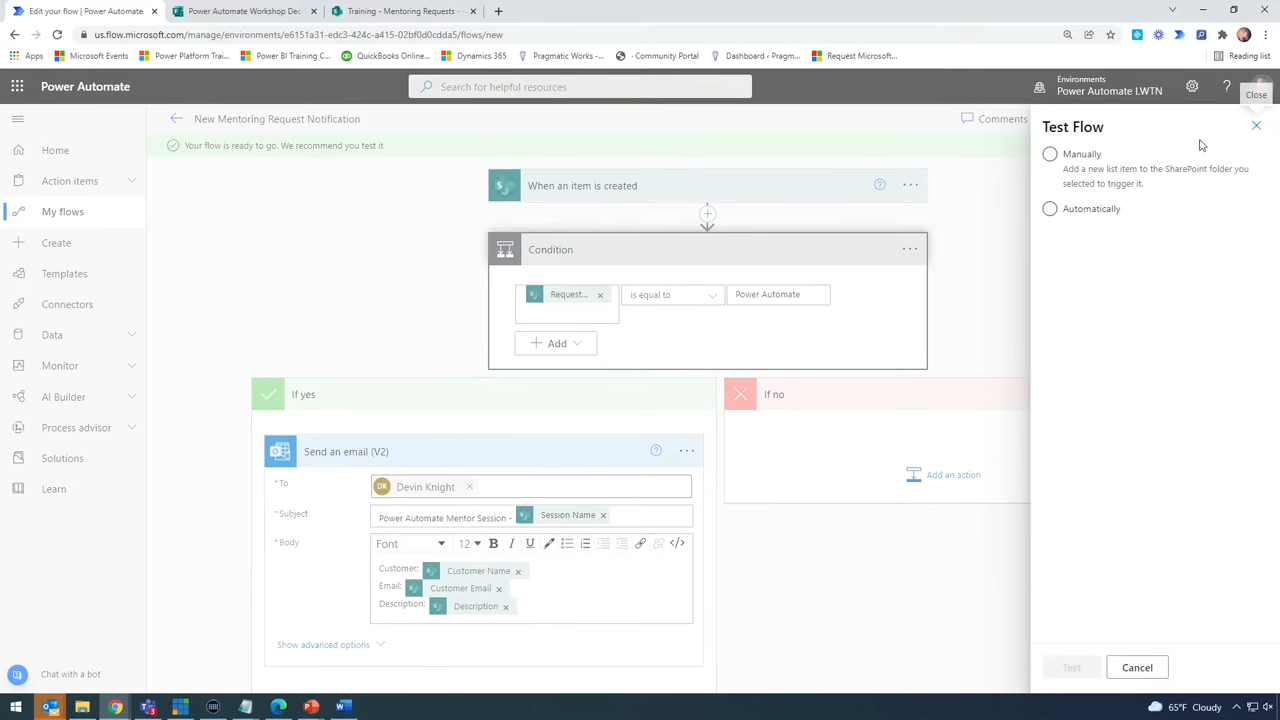 Edit your flow | Power Automate
Power Automate Workshop Dec
Training - Mentoring Requests -
us.flow.microsoft.com/manage/environments/e6151a31-edc3-424c-a415-02bf0d0cdda5/flows/new
Apps
Microsoft Events
Power Platform Trai...
Power BI Training C...
QuickBooks Onlin...
Dynamics 365
Pragmatic Works -...
- Community Portal
Dashboard ‹ Pragm...
Request Microsoft...
Reading list
Power Automate
Search for helpful resources
Environments
Power Automate LWTN
Close
New Mentoring Request Notification
Comments
Your flow is ready to go. We recommend you test it
Home
Action items
My flows
Create
Templates
Connectors
Data
Monitor
AI Builder
Process advisor
Solutions
Learn
Chat with a bot
When an item is created
Condition
Request...
is equal to
Power Automate
Add
If yes
If no
Send an email (V2)
Add an action
*To
DK
Devin Knight
*Subject
Power Automate Mentor Session -
Session Name
*Body
Font
12
B
I
U
</>
Customer:
Customer Name
Email:
Customer Email
Description:
Description
Show advanced options
Test Flow
Manually
Add a new list item to the SharePoint folder you
selected to trigger it.
Automatically
Test
Cancel
65°F Cloudy